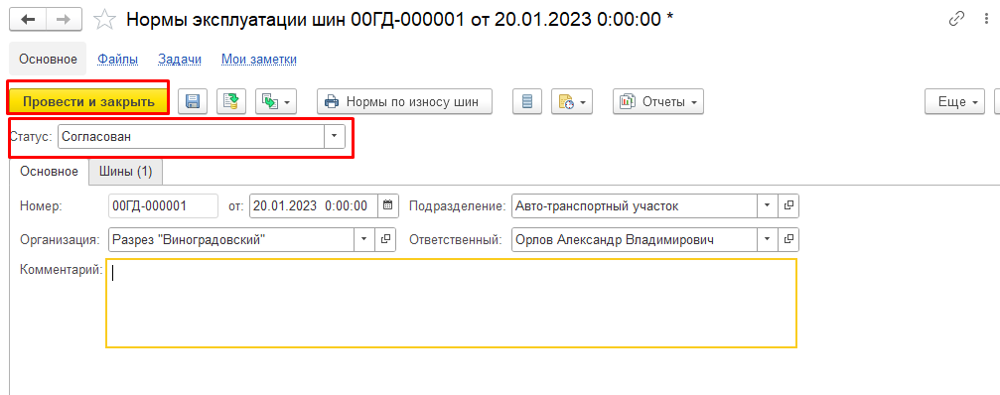 Нормы эксплуатации шин 00ГД-000001 от 20.01.2023 0:00:00 *
Основное Файлы Задачи Мои заметки
Провести и закрыть Нормы по износу шин Отчеты Еще
Статус: Согласован
Основное Шины (1)
Номер: 00ГД-000001 от: 20.01.2023 0:00:00 Подразделение: Авто-транспортный участок
Организация: Разрез "Виноградовский" Ответственный: Орлов Александр Владимирович
Комментарий: